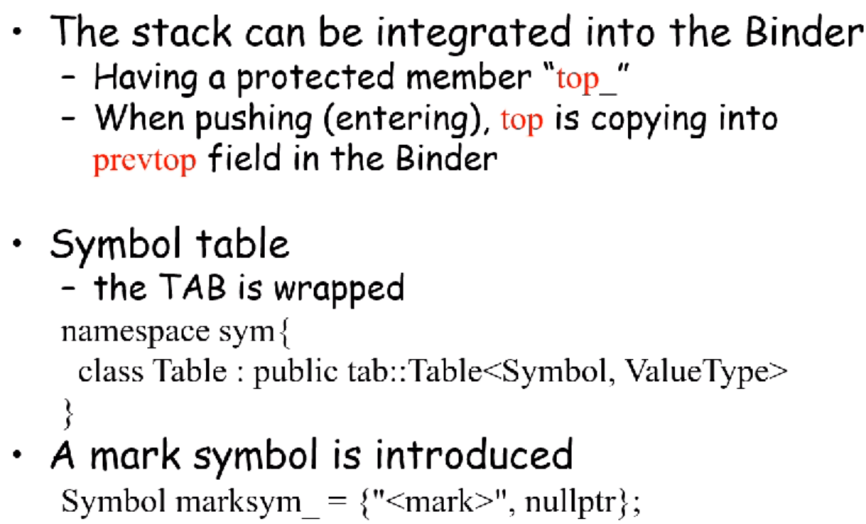 • The stack can be integrated into the Binder
– Having a protected member “top_”
– When pushing (entering), top is copying into
prevtop field in the Binder
• Symbol table
– the TAB is wrapped
namespace sym{
class Table : public tab::Table<Symbol, ValueType>
}
• A mark symbol is introduced
Symbol marksym_ = {"<mark>", nullptr};